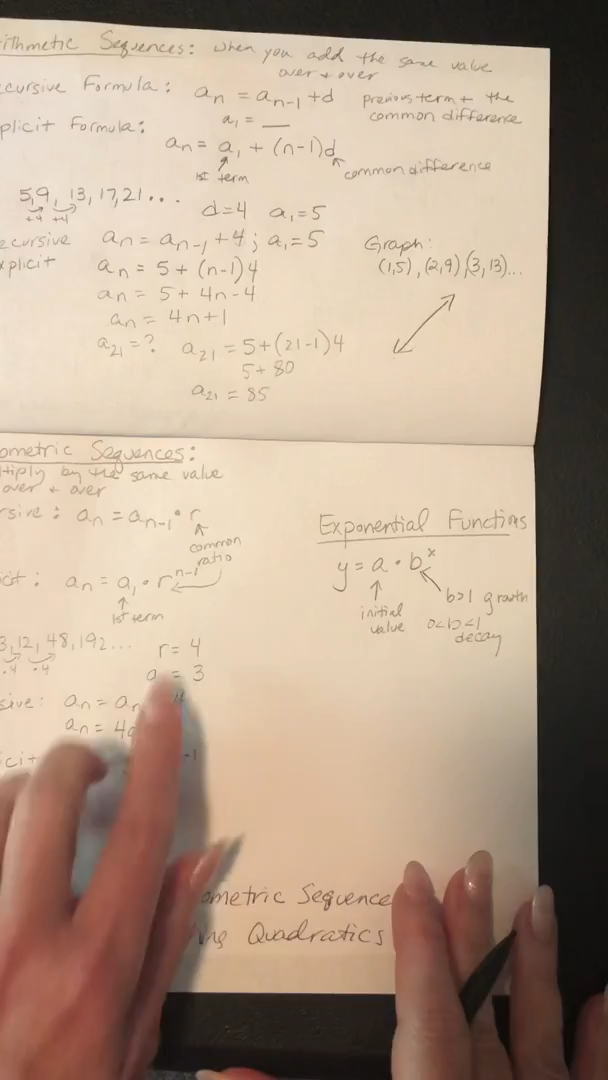 ithmetic Sequences: when you add the same value
over + over
cursive Formula: an = an-1 + d previous term + the
common difference
a1 = __
plicit Formula: an = a1 + (n-1)d
1st term common difference
5,9, 13, 17,21...
+4 +4
d=4 a1=5
ecursive an = an-1 + 4; a1=5
xplicit an = 5 + (n-1)4
an = 5 + 4n-4
an = 4n+1
a21 = ? a21 = 5+(21-1)4
5 + 80
a21 = 85
Graph:
(1,5), (2,9), (3,13)...
ometric Sequences:
tiply by the same value
over + over
rsive: an = an-1 · r
common
ratio
icit: an = a1 · r^n-1
1st term
3, 12, 48, 192...
·4 ·4
r = 4
a = 3
sive: an = an
an = 4a
icit -1
Exponential Functions
y = a · b^x
initial
value
b>1 growth
0<b<1
decay
ometric Sequence
ing Quadratics